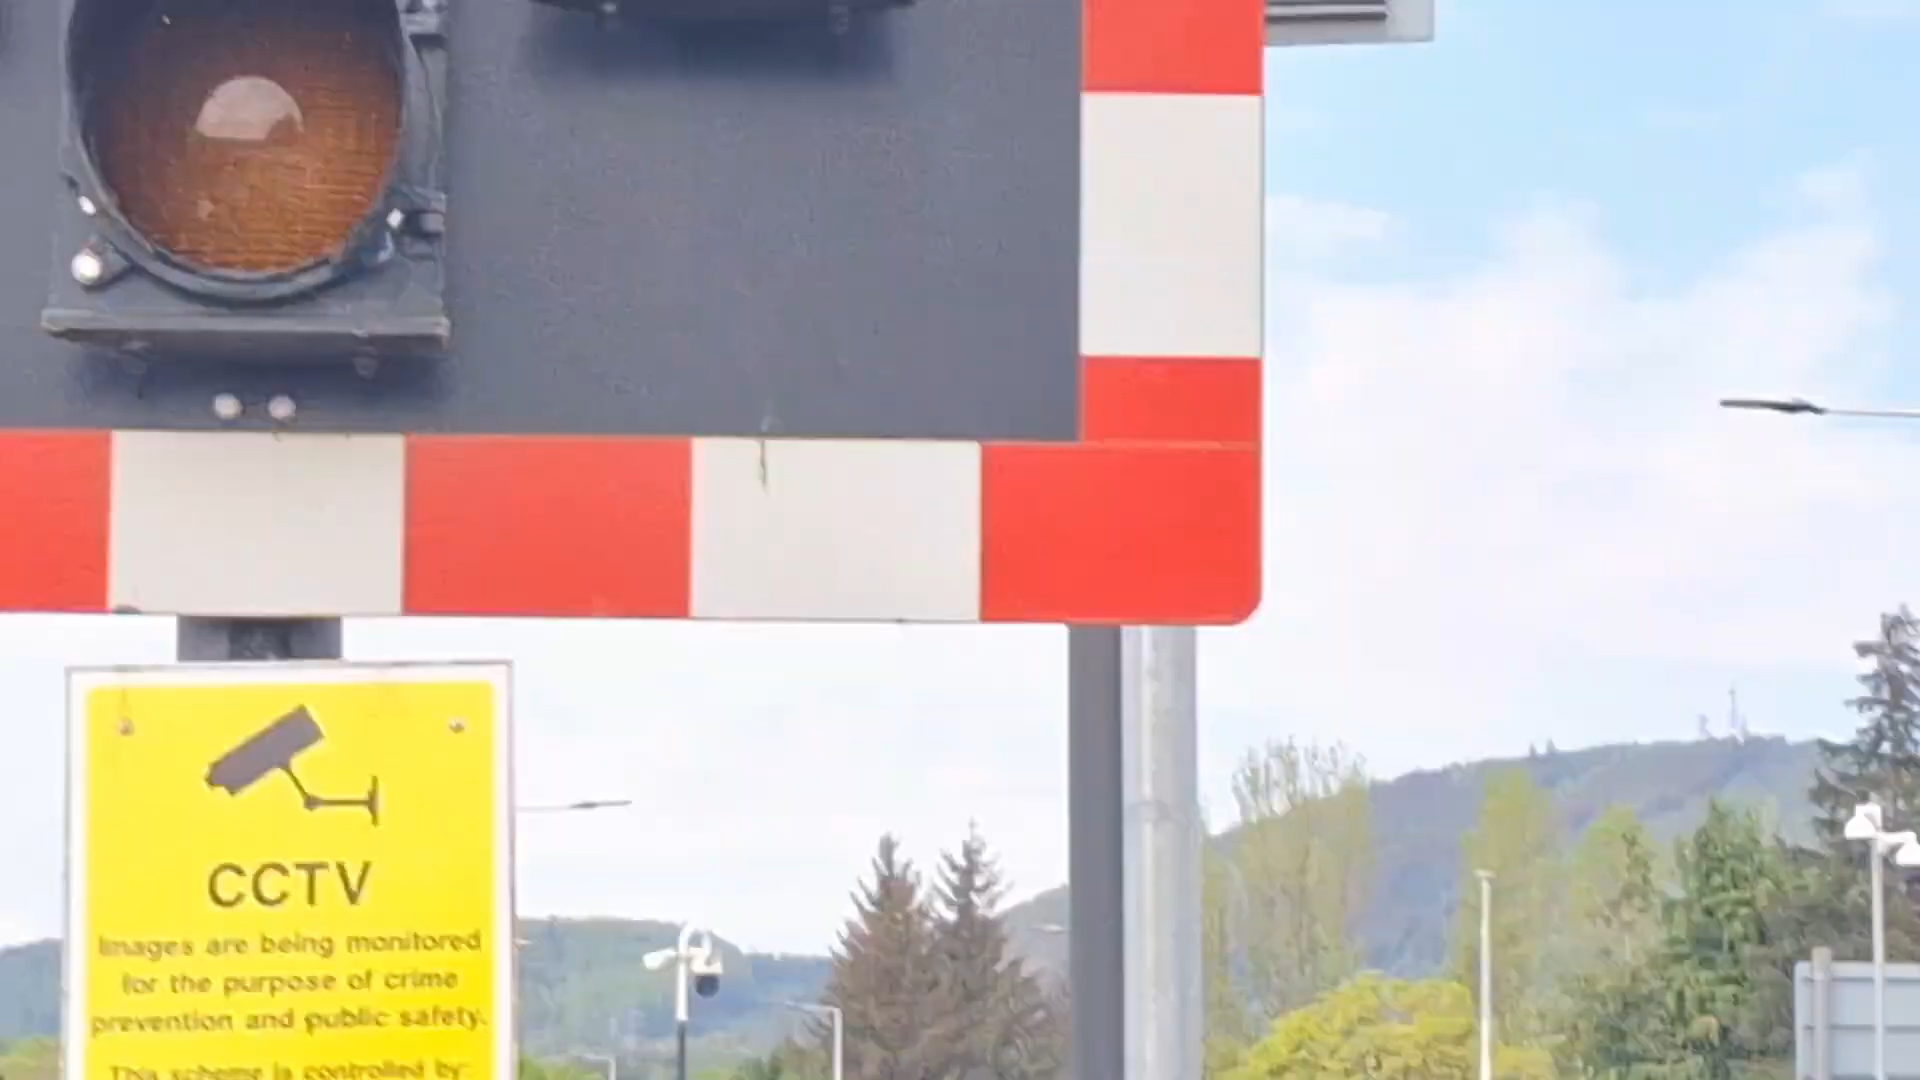 CCTV
Images are being monitored
for the purpose of crime
prevention and public safety.
This scheme is controlled by: